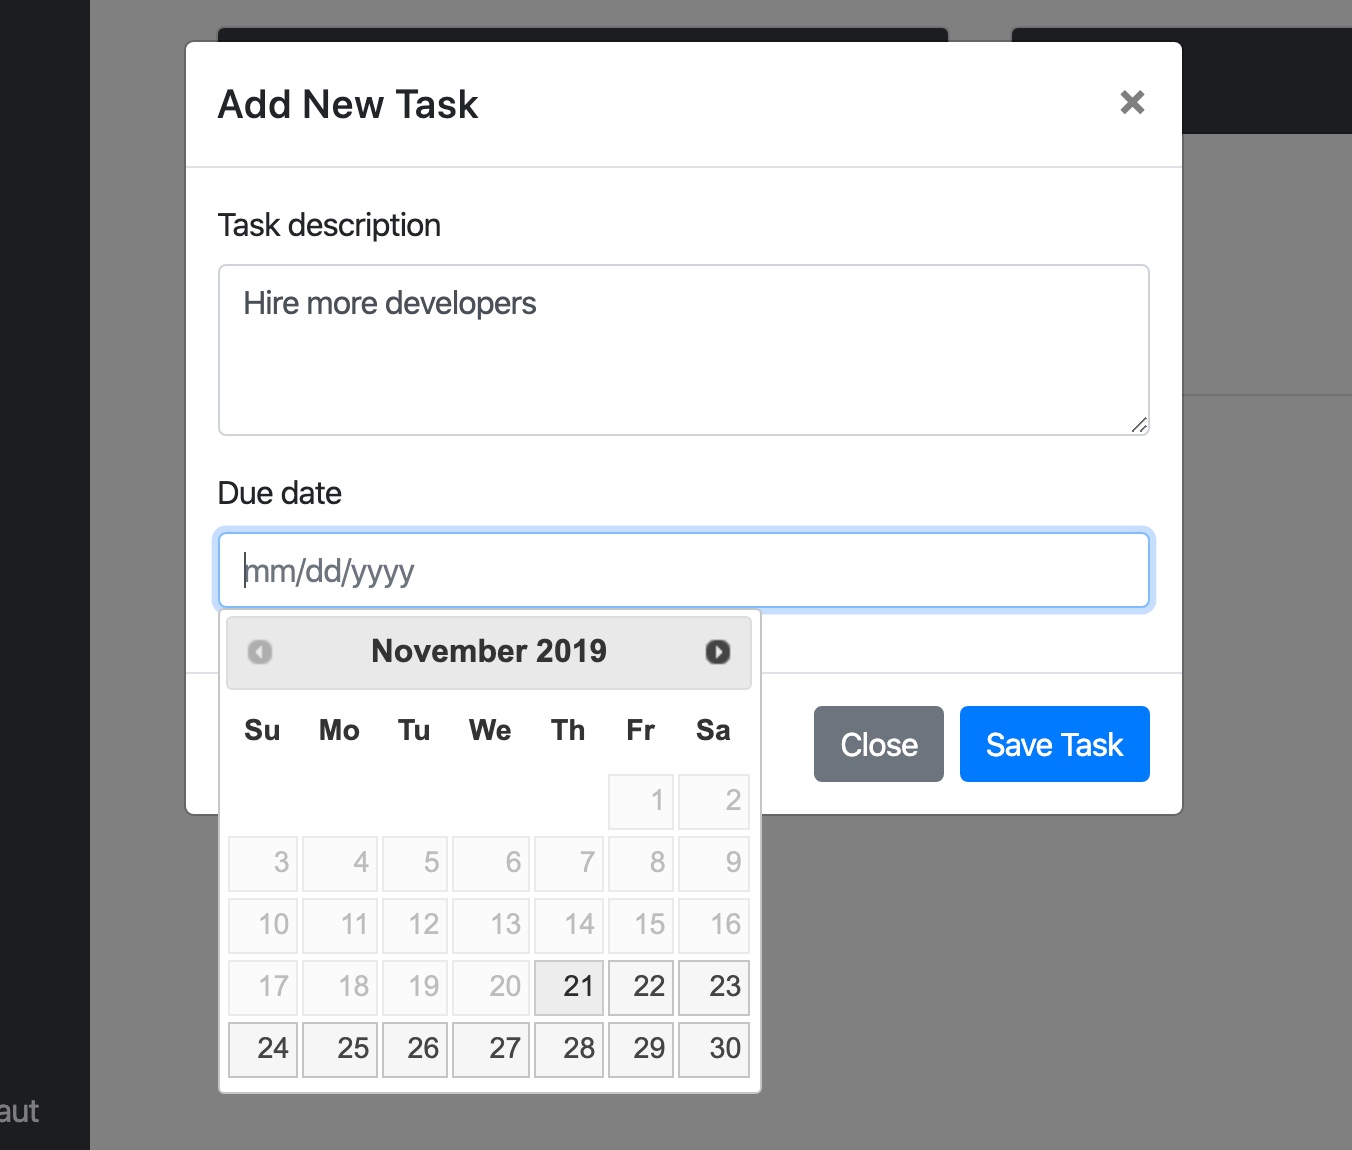 Add New Task
×
Task description
Hire more developers
Due date
mm/dd/yyyy
November 2019
Su Mo Tu We Th Fr Sa
1 2
3 4 5 6 7 8 9
10 11 12 13 14 15 16
17 18 19 20 21 22 23
24 25 26 27 28 29 30
Close Save Task
aut